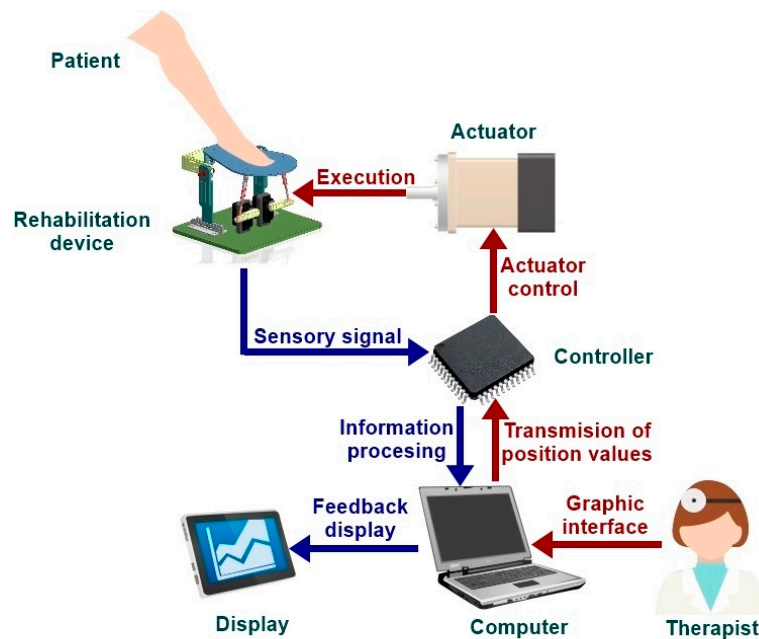 Patient
Actuator
Execution
Rehabilitation
device
Actuator
control
Sensory signal
Controller
Information
procesing
Transmision of
position values
Feedback
display
Graphic
interface
Display
Computer
Therapist